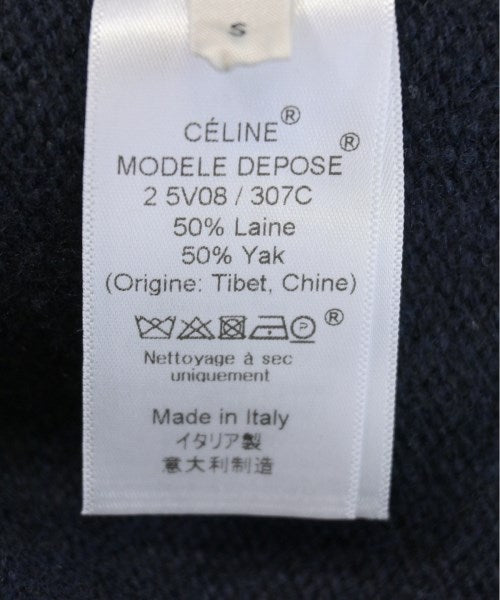 S
CÉLINE®
MODELE DEPOSE®
2 5V08 / 307C
50% Laine
50% Yak
(Origine: Tibet, Chine)
P ®
Nettoyage à sec
uniquement
Made in Italy
イタリア製
意大利制造